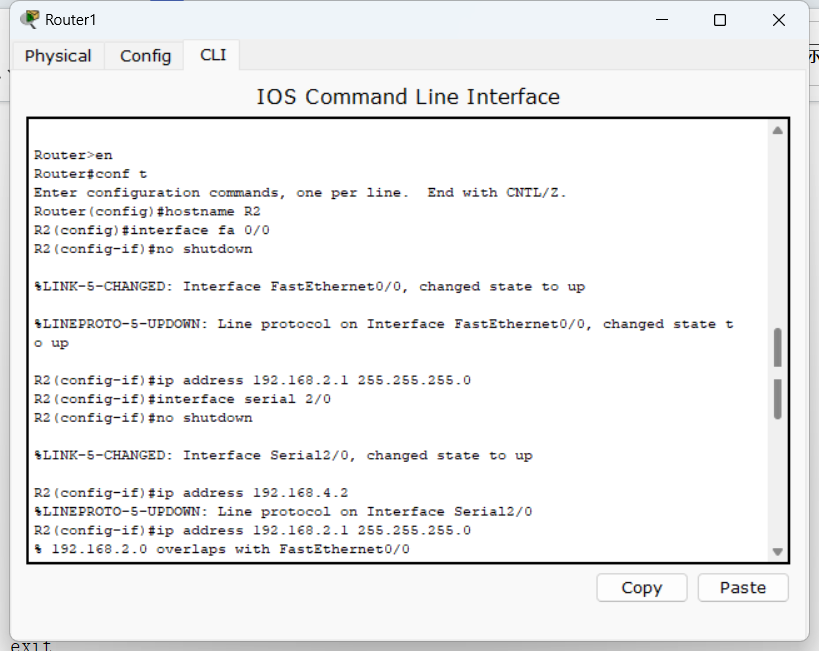 Router1
Physical
Config
CLI
IOS Command Line Interface
Router>en
Router#conf t
Enter configuration commands, one per line.  End with CNTL/Z.
Router(config)#hostname R2
R2(config)#interface fa 0/0
R2(config-if)#no shutdown
%LINK-5-CHANGED: Interface FastEthernet0/0, changed state to up
%LINEPROTO-5-UPDOWN: Line protocol on Interface FastEthernet0/0, changed state t
o up
R2(config-if)#ip address 192.168.2.1 255.255.255.0
R2(config-if)#interface serial 2/0
R2(config-if)#no shutdown
%LINK-5-CHANGED: Interface Serial2/0, changed state to up
R2(config-if)#ip address 192.168.4.2
%LINEPROTO-5-UPDOWN: Line protocol on Interface Serial2/0
R2(config-if)#ip address 192.168.2.1 255.255.255.0
% 192.168.2.0 overlaps with FastEthernet0/0
Copy
Paste
exit